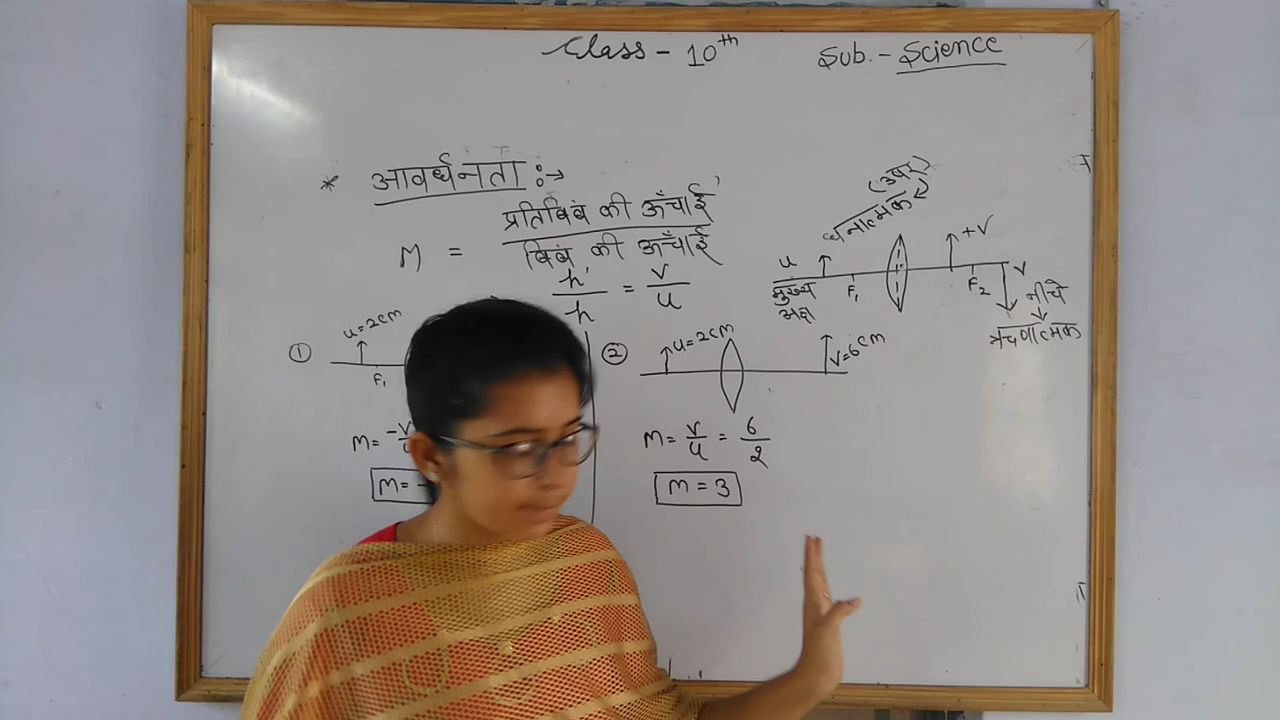 Class - 10th Sub. - Science
* आवर्धनता :→
M = प्रतिबिंब की ऊँचाई / बिंब की ऊँचाई
h' / h = v / u
(उपर)
धनात्मक
u +v
मुख्य अक्ष F₁ F₂ v
नीचे
ऋणात्मक
① u = 2cm
F₁
M = -v
M = -
② u = 2cm v = 6cm
M = v / u = 6 / 2
M = 3